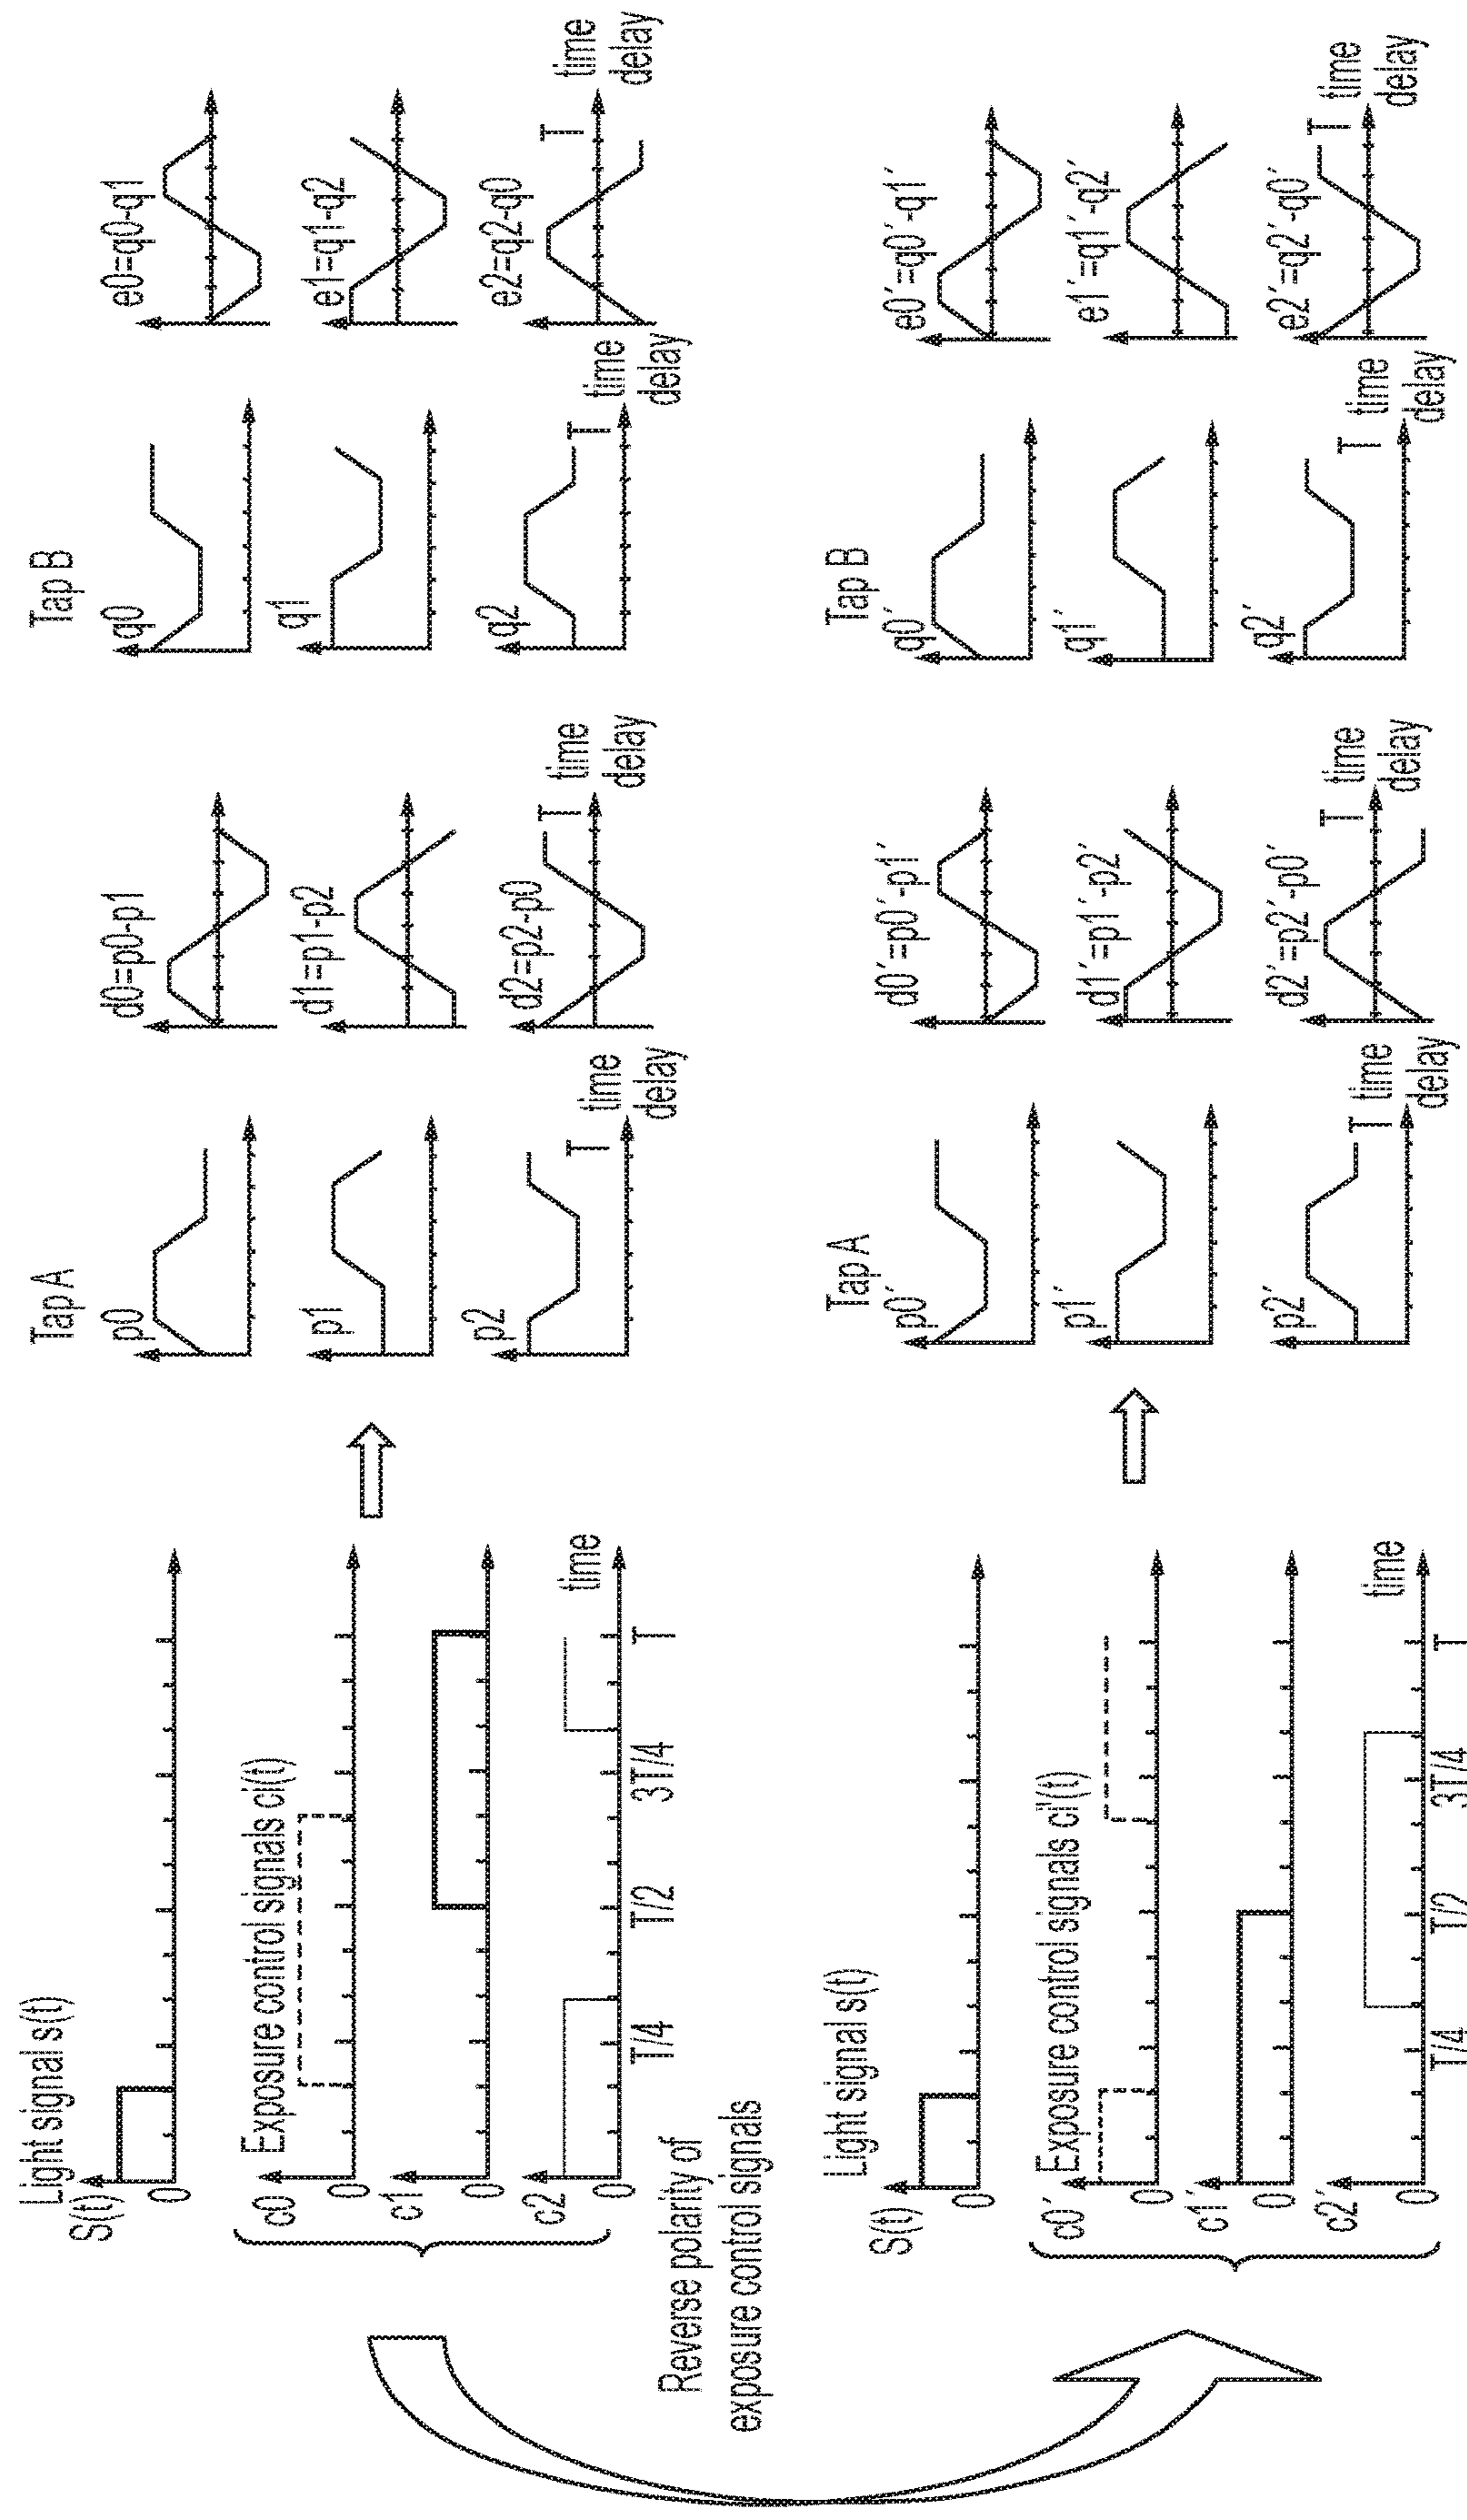 Light signal s(t)
S(t)
0
Exposure control signals ci(t)
c0
0
c1
0
c2
0
T/4
T/2
3T/4
T
time
Tap A
p0
p1
p2
T
time
delay
d0=p0-p1
d1=p1-p2
d2=p2-p0
T
time
delay
Tap B
q0
q1
q2
T
time
delay
e0=q0-q1
e1=q1-q2
e2=q2-q0
T
time
delay
Reverse polarity of
exposure control signals
Light signal s(t)
S(t)
0
Exposure control signals ci'(t)
c0′
0
c1′
0
c2′
0
T/4
T/2
3T/4
T
time
Tap A
p0′
p1′
p2′
T
time
delay
d0′=p0′-p1′
d1′=p1′-p2′
d2′=p2′-p0′
T
time
delay
Tap B
q0′
q1′
q2′
T
time
delay
e0′=q0′-q1′
e1′=q1′-q2′
e2′=q2′-q0′
T
time
delay